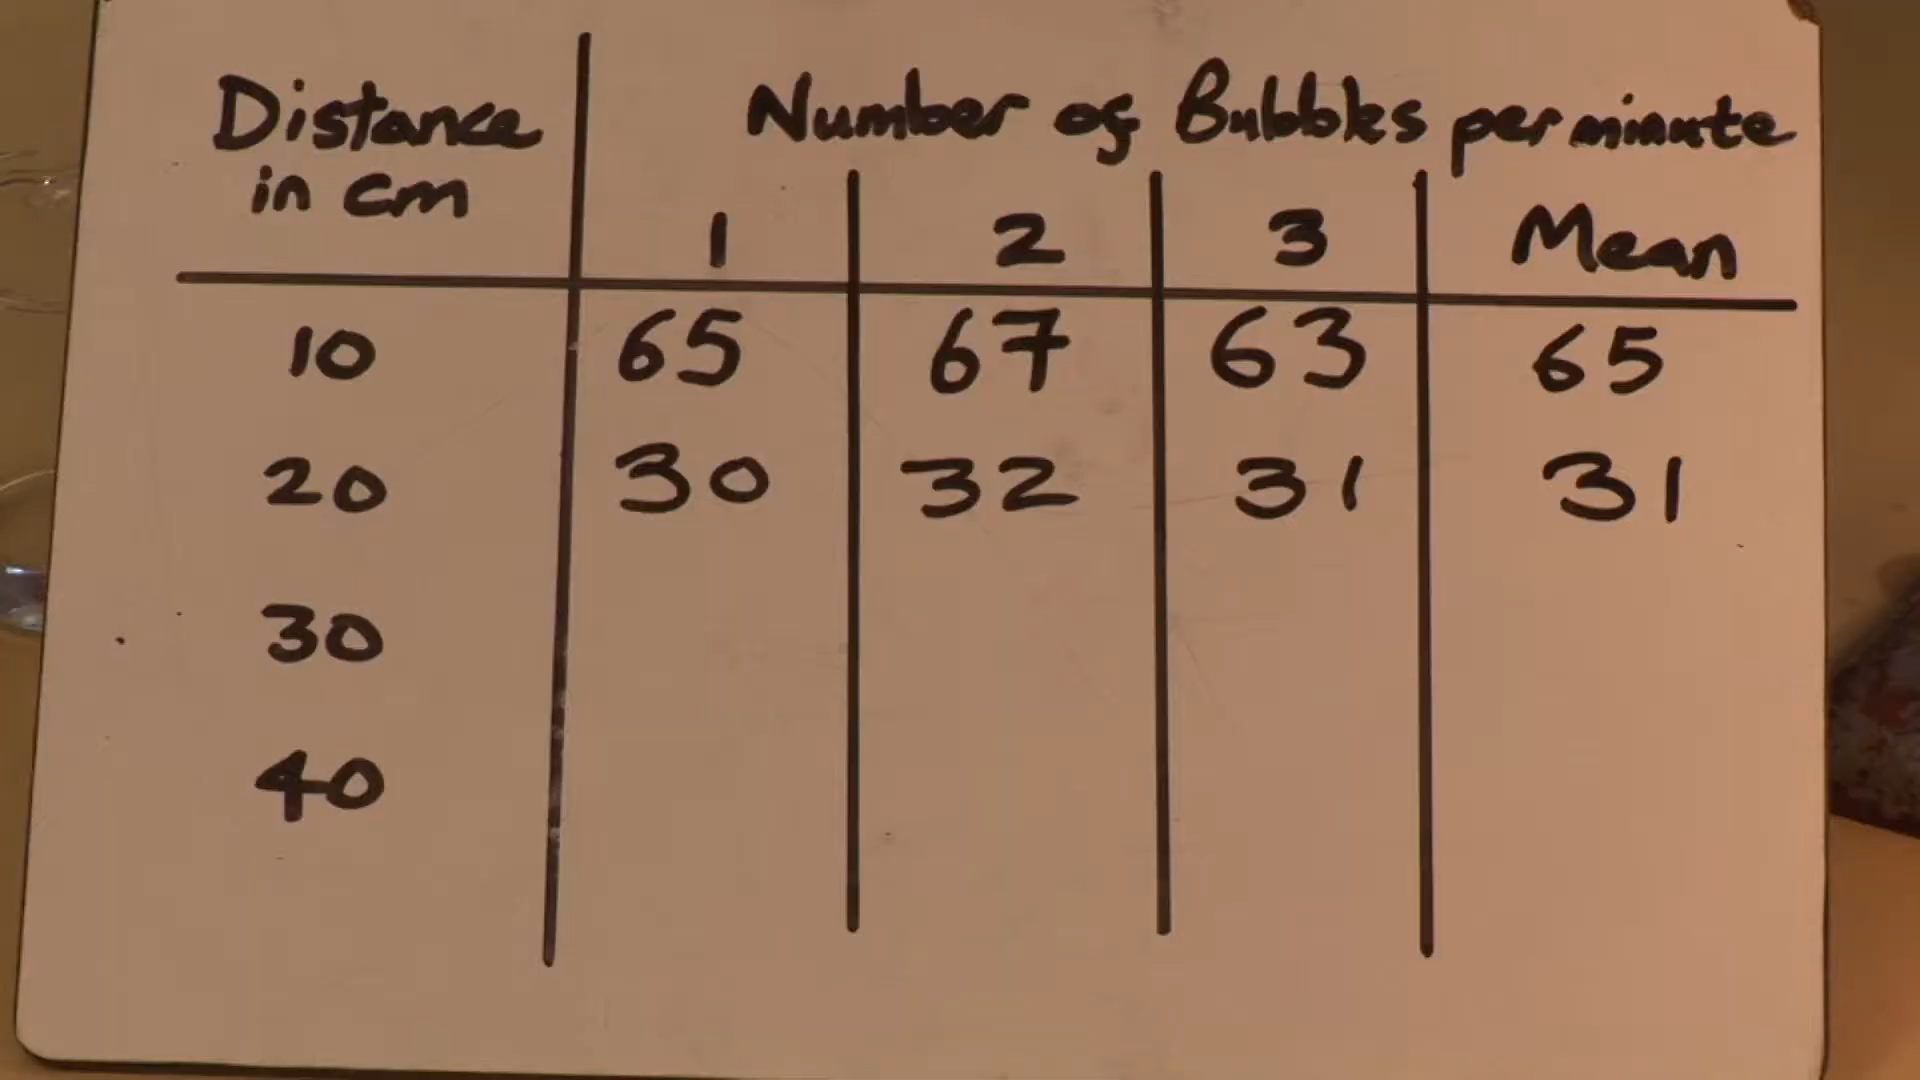 Distance Number of Bubbles per minute
in cm
1 2 3 Mean
10 65 67 63 65
20 30 32 31 31
30
40